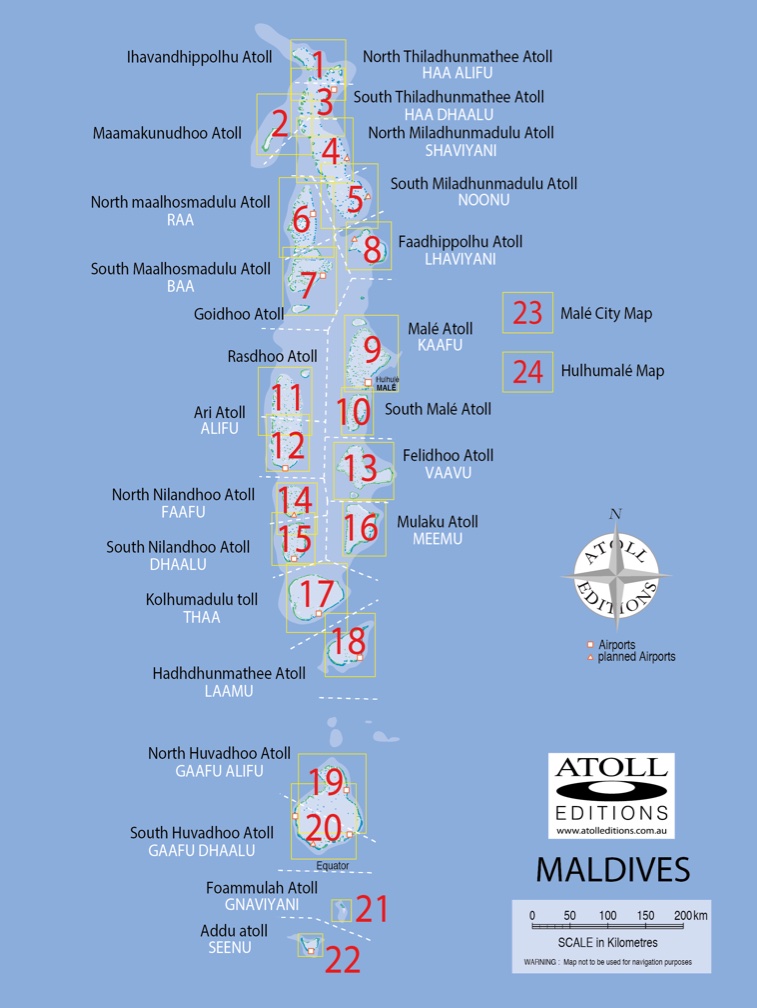 Ihavandhippolhu Atoll
1
North Thiladhunmathee Atoll
HAA ALIFU
3
South Thiladhunmathee Atoll
HAA DHAALU
2
Maamakunudhoo Atoll
North Miladhunmadulu Atoll
SHAVIYANI
4
South Miladhunmadulu Atoll
NOONU
5
North maalhosmadulu Atoll
RAA
6
Faadhippolhu Atoll
LHAVIYANI
8
South Maalhosmadulu Atoll
BAA
7
Goidhoo Atoll
23
Malé City Map
Malé Atoll
KAAFU
9
Rasdhoo Atoll
24
Hulhumalé Map
Hulhulé
MALÉ
11
Ari Atoll
ALIFU
10
South Malé Atoll
12
Felidhoo Atoll
VAAVU
13
North Nilandhoo Atoll
FAAFU
14
Mulaku Atoll
MEEMU
16
South Nilandhoo Atoll
DHAALU
15
N
ATOLL
EDITIONS
Kolhumadulu toll
THAA
17
18
Airports
planned Airports
Hadhdhunmathee Atoll
LAAMU
North Huvadhoo Atoll
GAAFU ALIFU
19
South Huvadhoo Atoll
GAAFU DHAALU
20
Equator
ATOLL
EDITIONS
www.atolleditions.com.au
MALDIVES
Foammulah Atoll
GNAVIYANI
21
Addu atoll
SEENU
22
0 50 100 150 200 km
SCALE in Kilometres
WARNING : Map not to be used for navigation purposes